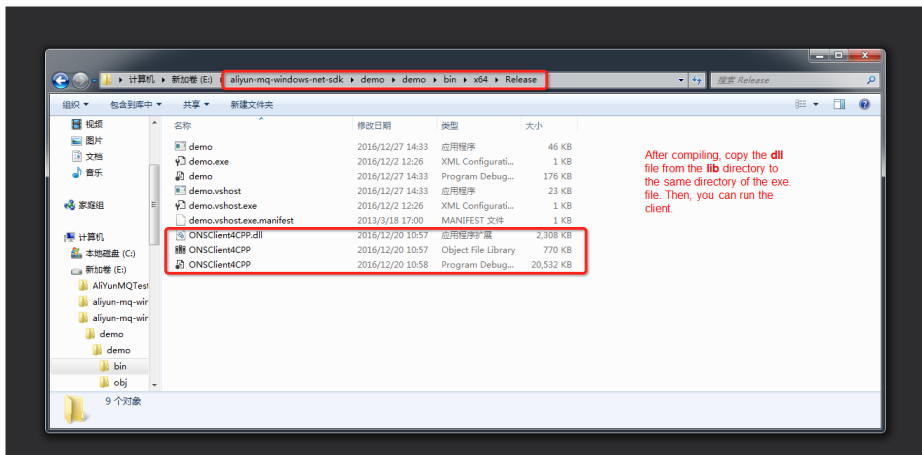 计算机 ▸ 新加卷 (E:) ▸ aliyun-mq-windows-net-sdk ▸ demo ▸ demo ▸ bin ▸ x64 ▸ Release
搜索 Release
组织 包含到库中 共享 新建文件夹
视频
图片
文档
音乐
家庭组
计算机
本地磁盘 (C:)
新加卷 (E:)
AliYunMQTest
aliyun-mq-wir
aliyun-mq-wir
demo
demo
bin
obj
名称 修改日期 类型 大小
demo 2016/12/27 14:33 应用程序 46 KB
demo.exe 2016/12/2 12:26 XML Configurati... 1 KB
demo 2016/12/27 14:33 Program Debug... 176 KB
demo.vshost 2016/12/27 14:33 应用程序 23 KB
demo.vshost.exe 2016/12/2 12:26 XML Configurati... 1 KB
demo.vshost.exe.manifest 2013/3/18 17:00 MANIFEST 文件 1 KB
ONSClient4CPP.dll 2016/12/20 10:57 应用程序扩展 2,308 KB
ONSClient4CPP 2016/12/20 10:57 Object File Library 770 KB
ONSClient4CPP 2016/12/20 10:58 Program Debug... 20,532 KB
After compiling, copy the dll
file from the lib directory to
the same directory of the exe.
file. Then, you can run the
client.
9 个对象